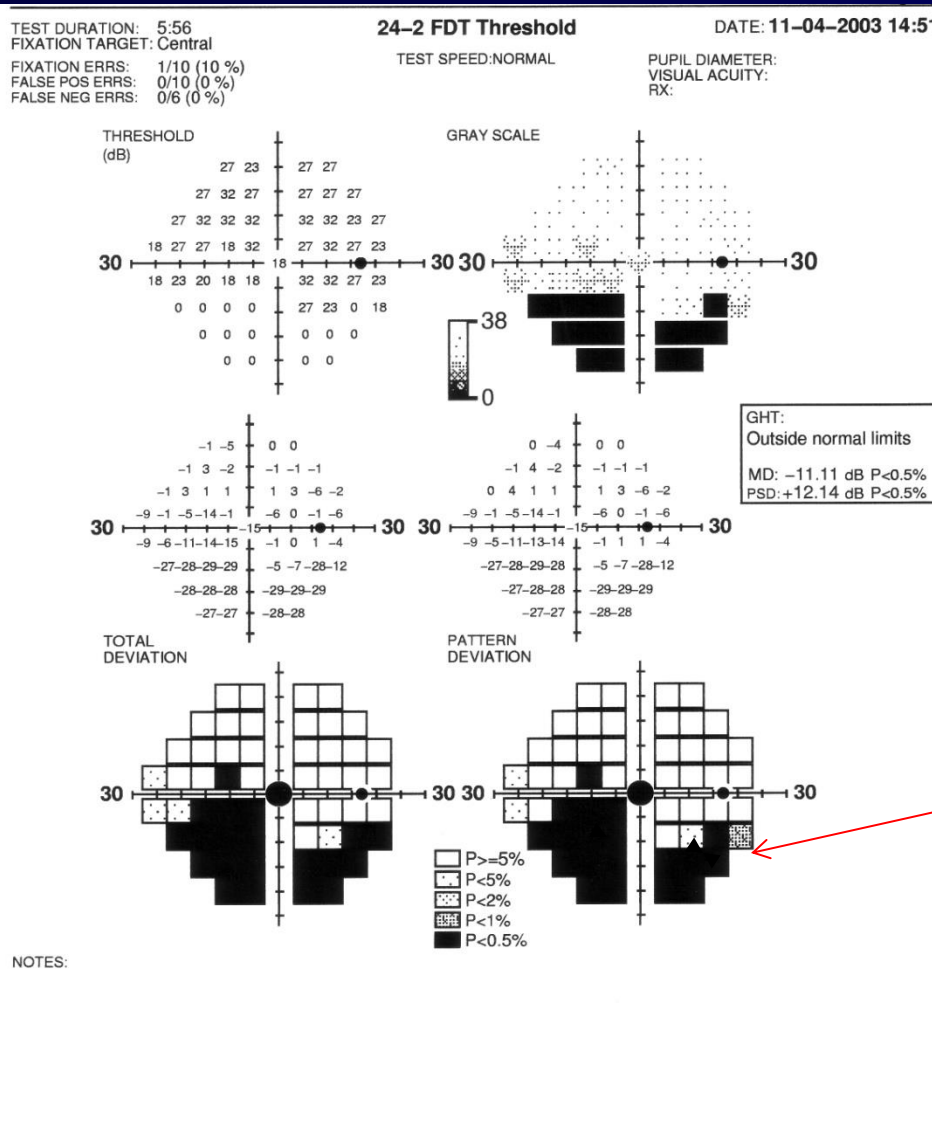 TEST DURATION: 5:56
FIXATION TARGET: Central
FIXATION ERRS: 1/10 (10 %)
FALSE POS ERRS: 0/10 (0 %)
FALSE NEG ERRS: 0/6 (0 %)
24–2 FDT Threshold
TEST SPEED:NORMAL
DATE: 11–04–2003 14:51
PUPIL DIAMETER:
VISUAL ACUITY:
RX:
THRESHOLD
(dB)
27 23 27 27
27 32 27 27 27 27
27 32 32 32 32 32 23 27
18 27 27 18 32 27 32 27 23
30 18 30
18 23 20 18 18 32 32 27 23
0 0 0 0 27 23 0 18
0 0 0 0 0 0
0 0 0 0
GRAY SCALE
30 30
38
0
GHT:
Outside normal limits
MD: –11.11 dB P<0.5%
PSD:+12.14 dB P<0.5%
–1 –5 0 0
–1 3 –2 –1 –1 –1
–1 3 1 1 1 3 –6 –2
–9 –1 –5 –14 –1 –6 0 –1 –6
30 –15 30
–9 –6 –11 –14 –15 –1 0 1 –4
–27 –28 –29 –29 –5 –7 –28 –12
–28 –28 –28 –29 –29 –29
–27 –27 –28 –28
TOTAL
DEVIATION
0 –4 0 0
–1 4 –2 –1 –1 –1
0 4 1 1 1 3 –6 –2
–9 –1 –5 –14 –1 –6 0 –1 –6
30 –15 30
–9 –5 –11 –13 –14 –1 1 1 –4
–27 –28 –29 –28 –5 –7 –28 –12
–27 –28 –28 –29 –29 –29
–27 –27 –28 –28
PATTERN
DEVIATION
30 30
30 30
P>=5%
P<5%
P<2%
P<1%
P<0.5%
NOTES: